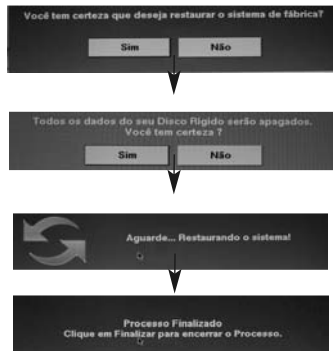 Você tem certeza que deseja restaurar o sistema de fábrica?
Sim Não
Todos os dados do seu Disco Rígido serão apagados.
Você tem certeza ?
Sim Não
Aguarde... Restaurando o sistema!
Processo Finalizado
Clique em Finalizar para encerrar o Processo.